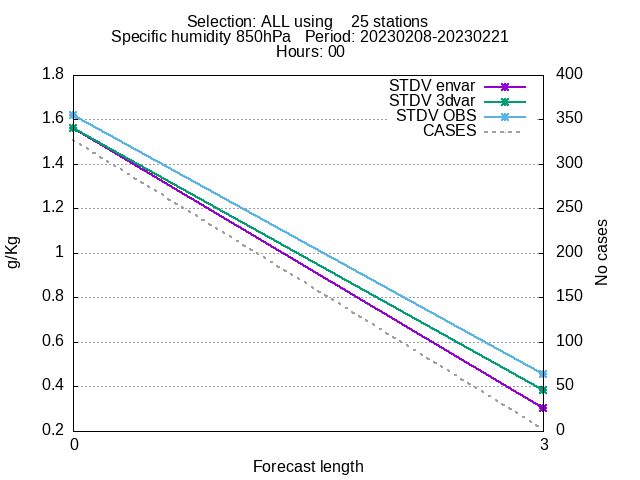 Selection: ALL using    25 stations
Specific humidity 850hPa   Period: 20230208-20230221
Hours: 00
STDV envar
STDV 3dvar
STDV OBS
CASES
1.8
1.6
1.4
1.2
1
0.8
0.6
0.4
0.2
g/Kg
400
350
300
250
200
150
100
50
0
No cases
0
3
Forecast length